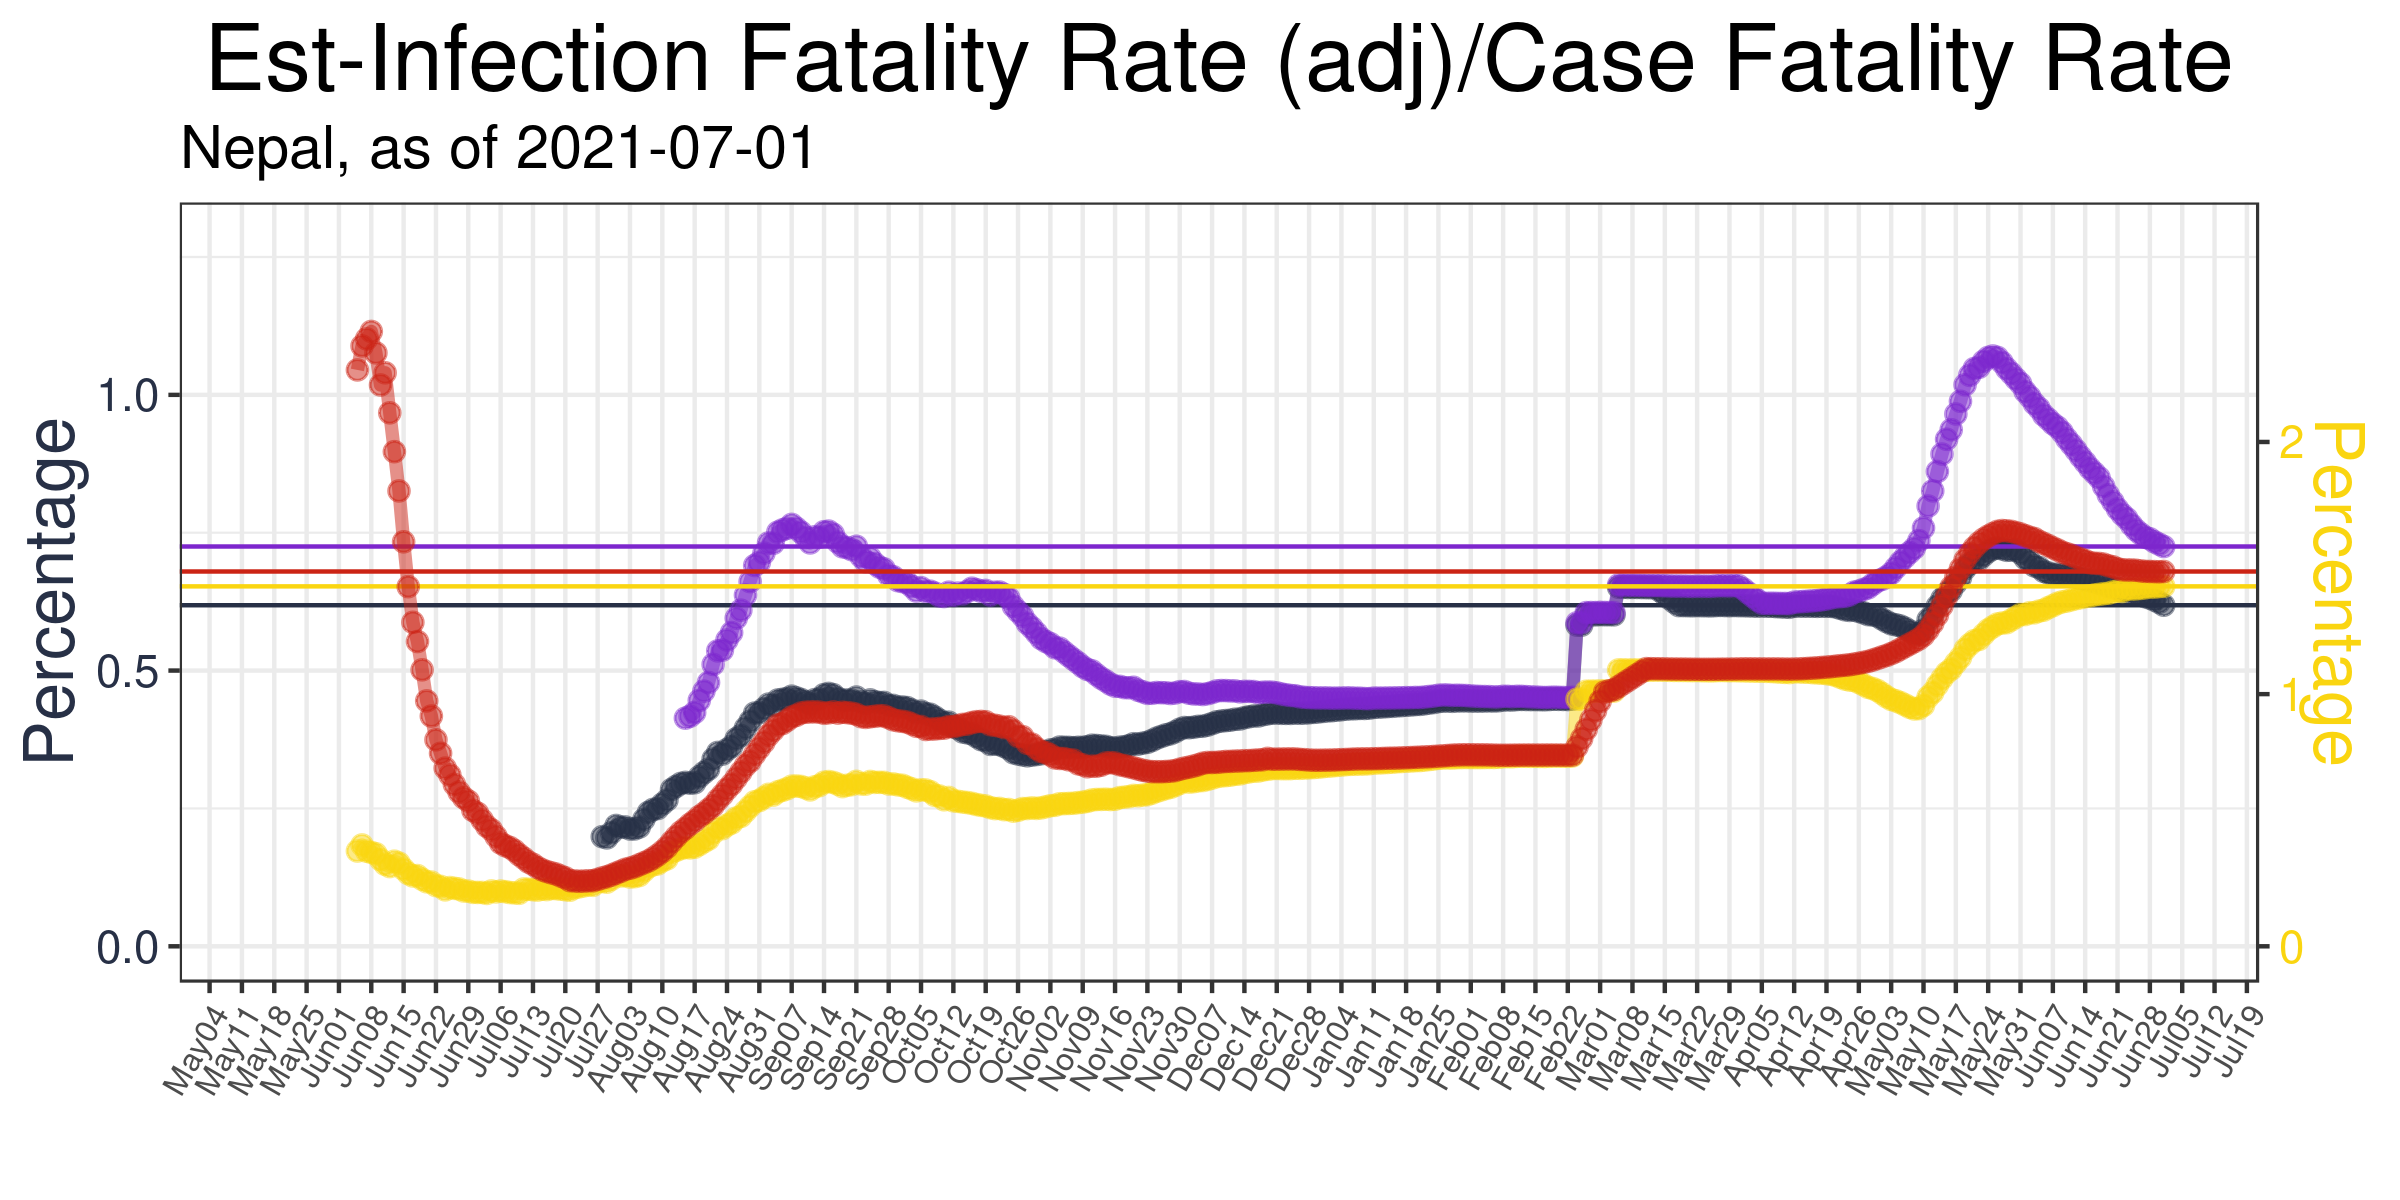 Est-Infection Fatality Rate (adj)/Case Fatality Rate
Nepal, as of 2021-07-01
Percentage
1.0
0.5
0.0
Percentage
2
1
0
May04
May11
May18
May25
Jun01
Jun08
Jun15
Jun22
Jun29
Jul06
Jul13
Jul20
Jul27
Aug03
Aug10
Aug17
Aug24
Aug31
Sep07
Sep14
Sep21
Sep28
Oct05
Oct12
Oct19
Oct26
Nov02
Nov09
Nov16
Nov23
Nov30
Dec07
Dec14
Dec21
Dec28
Jan04
Jan11
Jan18
Jan25
Feb01
Feb08
Feb15
Feb22
Mar01
Mar08
Mar15
Mar22
Mar29
Apr05
Apr12
Apr19
Apr26
May03
May10
May17
May24
May31
Jun07
Jun14
Jun21
Jun28
Jul05
Jul12
Jul19